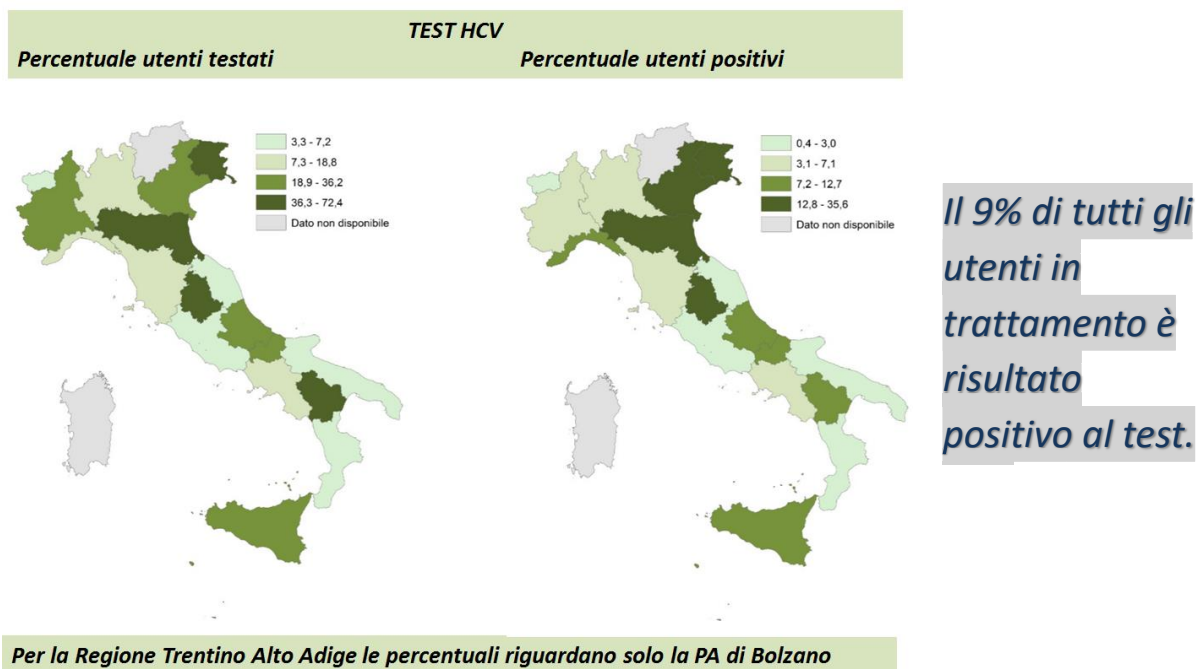 TEST HCV
Percentuale utenti testati
Percentuale utenti positivi
3,3 - 7,2
7,3 - 18,8
18,9 - 36,2
36,3 - 72,4
Dato non disponibile
0,4 - 3,0
3,1 - 7,1
7,2 - 12,7
12,8 - 35,6
Dato non disponibile
Il 9% di tutti gli
utenti in
trattamento è
risultato
positivo al test.
Per la Regione Trentino Alto Adige le percentuali riguardano solo la PA di Bolzano